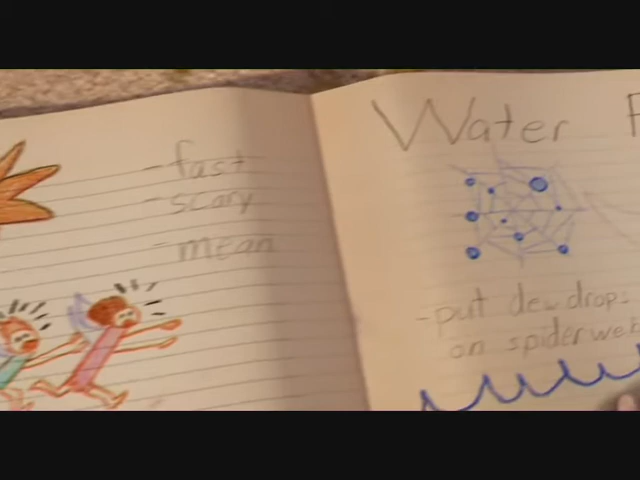 - fast
- scary
- mean
Water F
- put dewdrops
on spiderweb